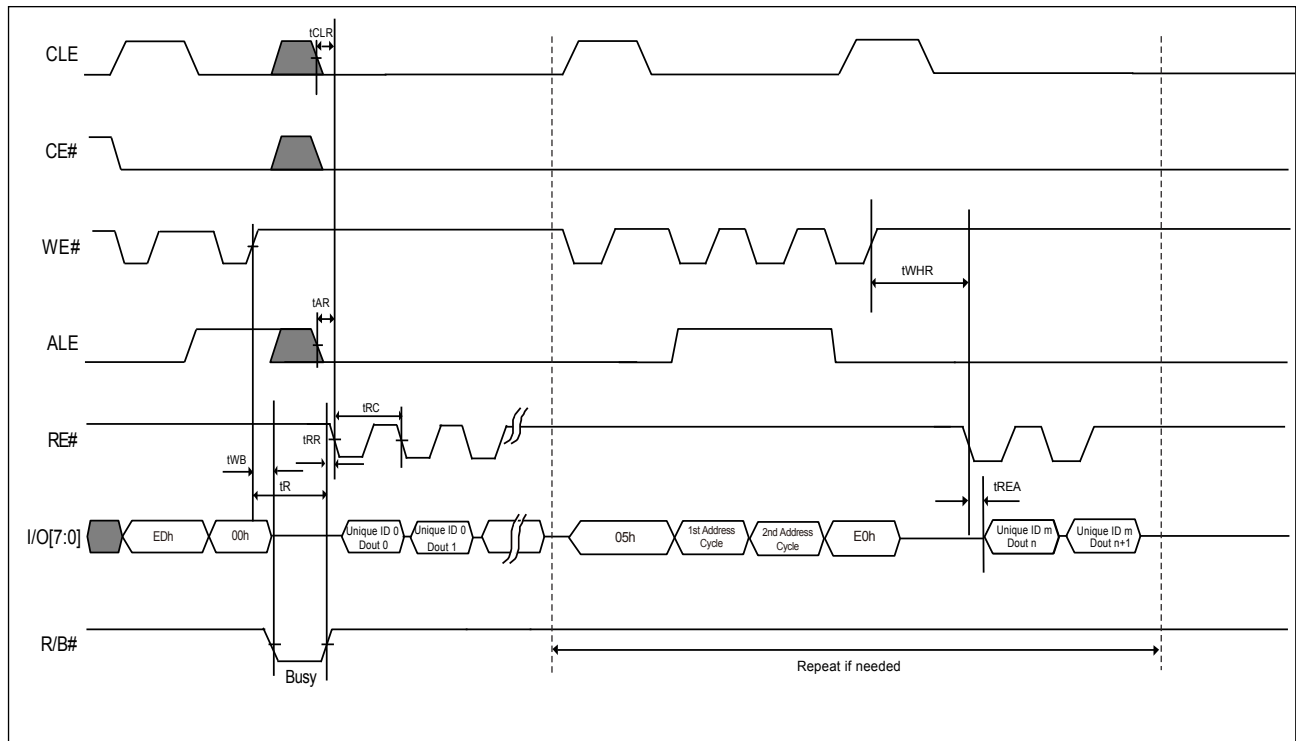 tCLR
CLE
CE#
WE#
tWHR
tAR
ALE
tRC
RE#
tRR
tWB
tR
tREA
I/O[7:0]
EDh
00h
Unique ID 0
Dout 0
Unique ID 0
Dout 1
05h
1st Address
Cycle
2nd Address
Cycle
E0h
Unique ID m
Dout n
Unique ID m
Dout n+1
R/B#
Busy
Repeat if needed